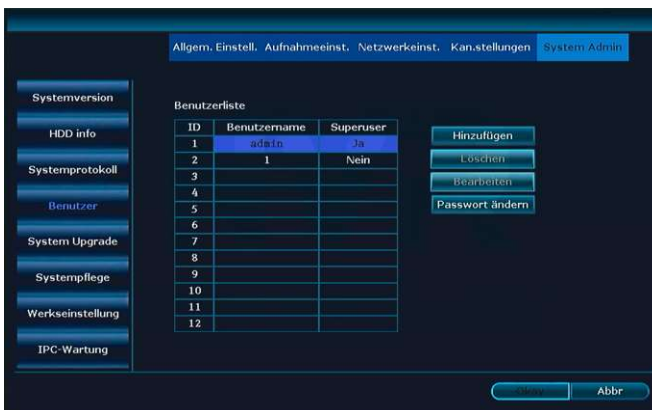 Allgem. Einstell. Aufnahmeeinst. Netzwerkeinst. Kan.stellungen System Admin
Systemversion
HDD info
Systemprotokoll
Benutzer
System Upgrade
Systempflege
Werkseinstellung
IPC-Wartung
Benutzerliste
ID Benutzername Superuser
1 admin Ja
2 1 Nein
3
4
5
6
7
8
9
10
11
12
Hinzufügen
Löschen
Bearbeiten
Passwort ändern
Okay Abbr